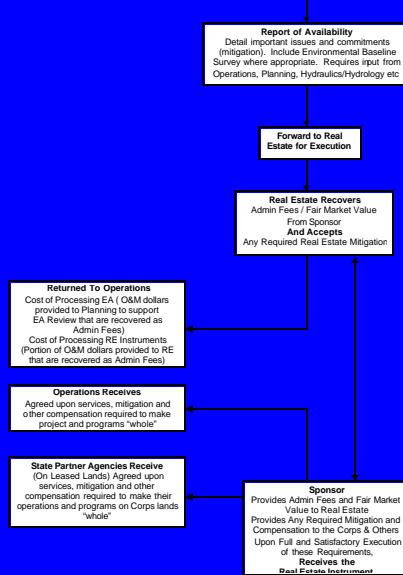 Report of Availability
Detail important issues and commitments
(mitigation). Include Environmental Baseline
Survey where appropriate. Requires input from
Operations, Planning, Hydraulics/Hydrology etc
Forward to Real
Estate for Execution
Real Estate Recovers
Admin Fees / Fair Market Value
From Sponsor
And Accepts
Any Required Real Estate Mitigation
Returned To Operations
Cost of Processing EA ( O&M dollars
provided to Planning to support
EA Review that are recovered as
Admin Fees)
Cost of Processing RE Instruments
(Portion of O&M dollars provided to RE
that are recovered as Admin Fees)
Operations Receives
Agreed upon services, mitigation and
other compensation required to make
project and programs “whole”
State Partner Agencies Receive
(On Leased Lands) Agreed upon
services, mitigation and other
compensation required to make their
operations and programs on Corps lands
“whole”
Sponsor
Provides Admin Fees and Fair Market
Value to Real Estate
Provides Any Required Mitigation and
Compensation to the Corps & Others
Upon Full and Satisfactory Execution
of these Requirements,
Receives the
Real Estate Instrument